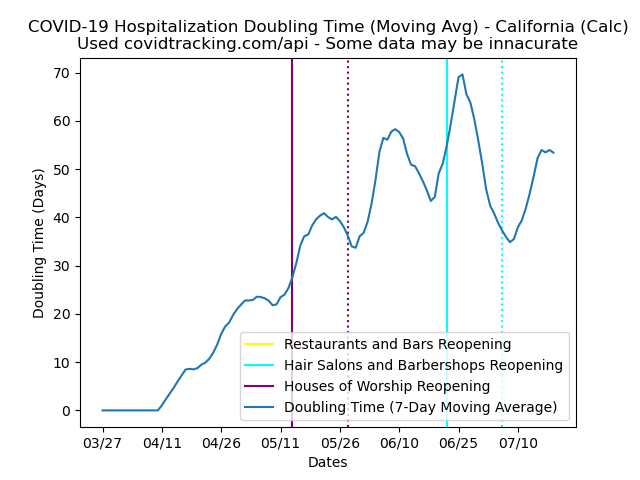 COVID-19 Hospitalization Doubling Time (Moving Avg) - California (Calc)
Used covidtracking.com/api - Some data may be innacurate
70
60
50
40
30
20
10
0
Doubling Time (Days)
Restaurants and Bars Reopening
Hair Salons and Barbershops Reopening
Houses of Worship Reopening
Doubling Time (7-Day Moving Average)
03/27 04/11 04/26 05/11 05/26 06/10 06/25 07/10
Dates